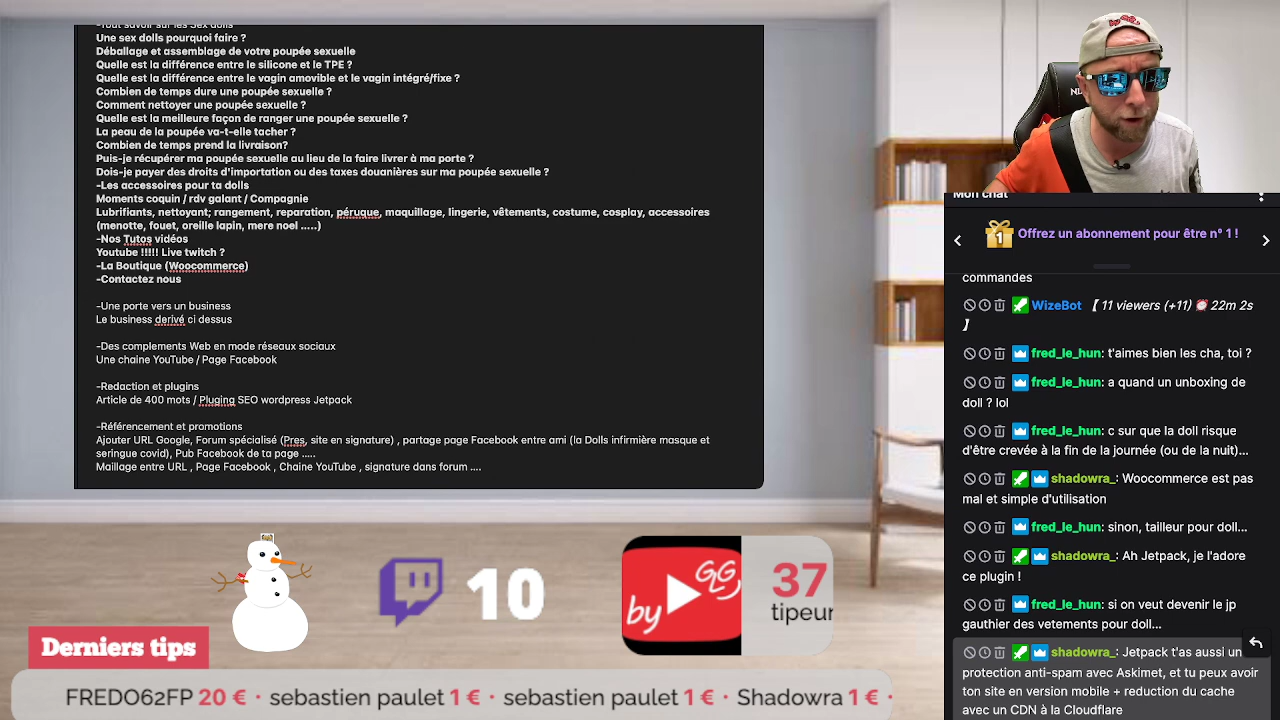 -Tout savoir sur les Sex dolls
Une sex dolls pourquoi faire ?
Déballage et assemblage de votre poupée sexuelle
Quelle est la différence entre le silicone et le TPE ?
Quelle est la différence entre le vagin amovible et le vagin intégré/fixe ?
Combien de temps dure une poupée sexuelle ?
Comment nettoyer une poupée sexuelle ?
Quelle est la meilleure façon de ranger une poupée sexuelle ?
La peau de la poupée va-t-elle tacher ?
Combien de temps prend la livraison?
Puis-je récupérer ma poupée sexuelle au lieu de la faire livrer à ma porte ?
Dois-je payer des droits d'importation ou des taxes douanières sur ma poupée sexuelle ?
-Les accessoires pour ta dolls
Moments coquin / rdv galant / Compagnie
Lubrifiants, nettoyant; rangement, reparation, péruque, maquillage, lingerie, vêtements, costume, cosplay, accessoires
(menotte, fouet, oreille lapin, mere noel .....)
-Nos Tutos vidéos
Youtube !!!!! Live twitch ?
-La Boutique (Woocommerce)
-Contactez nous
-Une porte vers un business
Le business derivé ci dessus
-Des complements Web en mode réseaux sociaux
Une chaine YouTube / Page Facebook
-Redaction et plugins
Article de 400 mots / Pluging SEO wordpress Jetpack
-Référencement et promotions
Ajouter URL Google, Forum spécialisé (Pres, site en signature) , partage page Facebook entre ami (la Dolls infirmière masque et
seringue covid), Pub Facebook de ta page .....
Maillage entre URL , Page Facebook , Chaine YouTube , signature dans forum ....
Mon chat
1
Offrez un abonnement pour être n° 1 !
commandes
WizeBot 【 11 viewers (+11) ⏰ 22m 2s
】
fred_le_hun: t'aimes bien les cha, toi ?
fred_le_hun: a quand un unboxing de
doll ? lol
fred_le_hun: c sur que la doll risque
d'être crevée à la fin de la journée (ou de la nuit)...
shadowra_: Woocommerce est pas
mal et simple d'utilisation
fred_le_hun: sinon, tailleur pour doll...
shadowra_: Ah Jetpack, je l'adore
ce plugin !
fred_le_hun: si on veut devenir le jp
gauthier des vetements pour doll...
shadowra_: Jetpack t'as aussi un
protection anti-spam avec Askimet, et tu peux avoir
ton site en version mobile + reduction du cache
avec un CDN à la Cloudflare
10
by GG
37
tipeur
Derniers tips
FREDO62FP 20 € · sebastien paulet 1 € · sebastien paulet 1 € · Shadowra 1 € ·